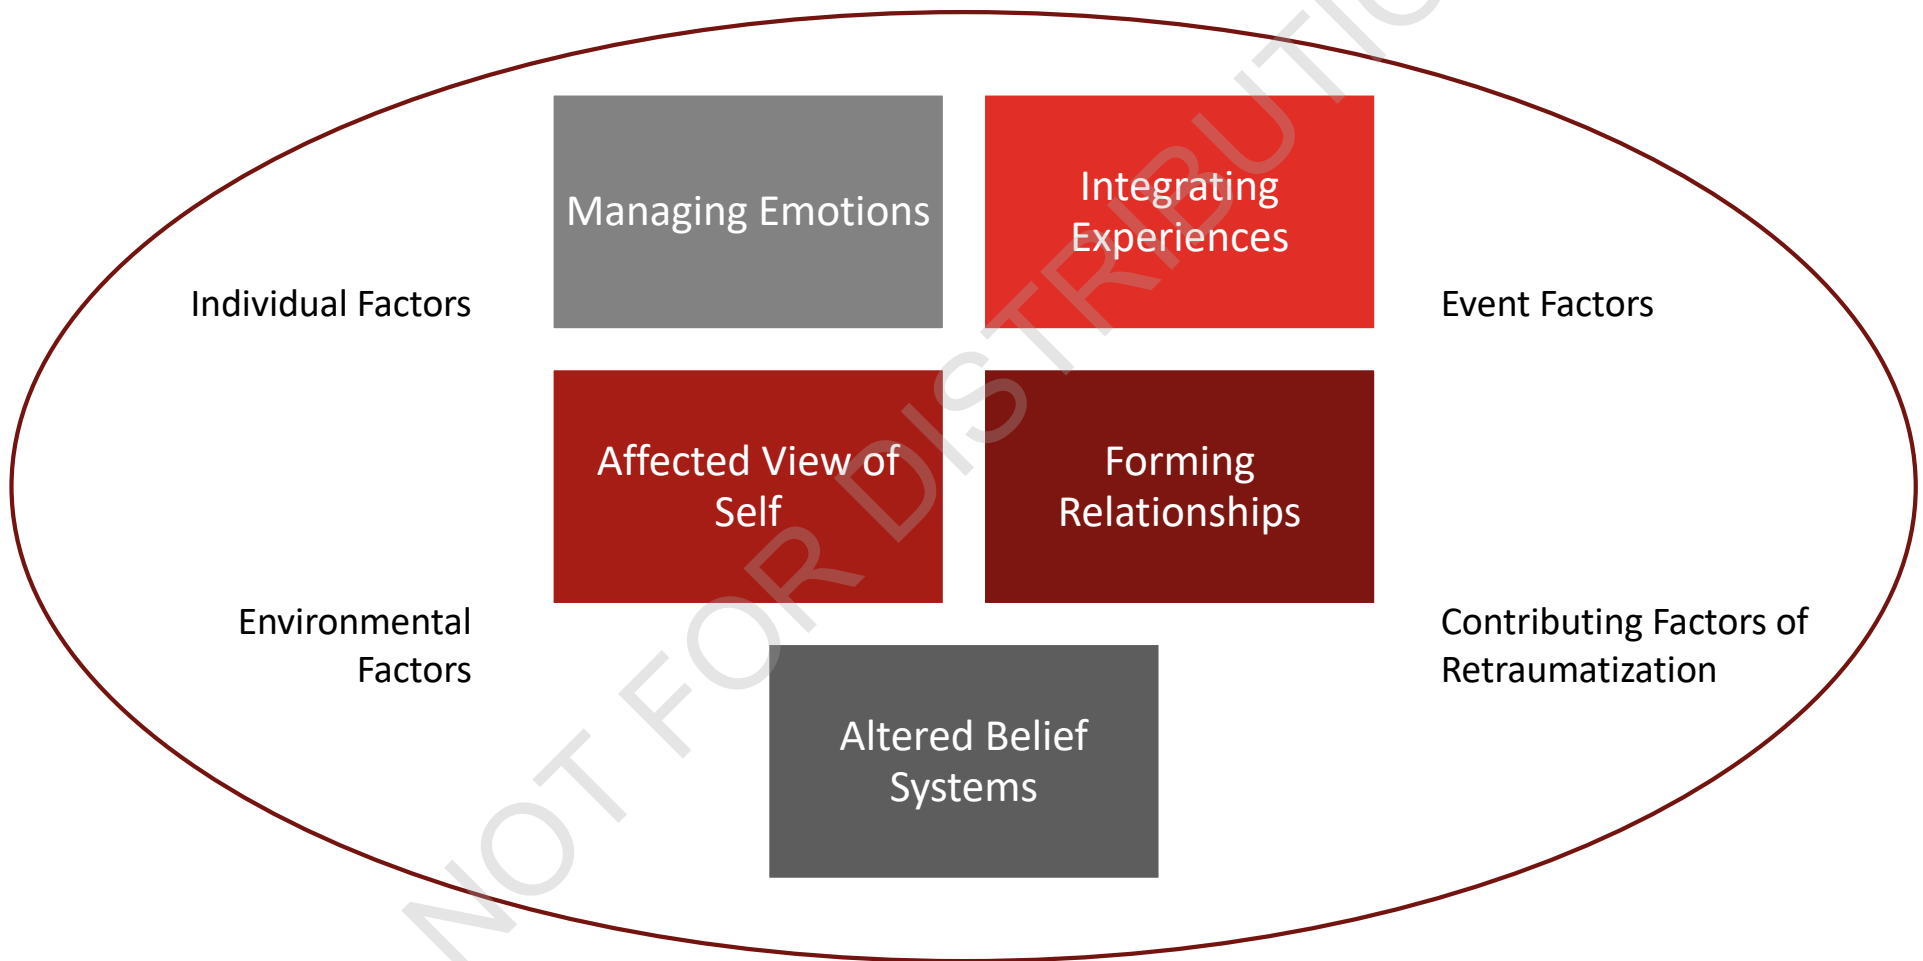 Managing Emotions
Integrating
Experiences
Individual Factors
Event Factors
Affected View of
Self
Forming
Relationships
Environmental
Factors
Contributing Factors of
Retraumatization
Altered Belief
Systems
NOT FOR DISTRIBUTIO